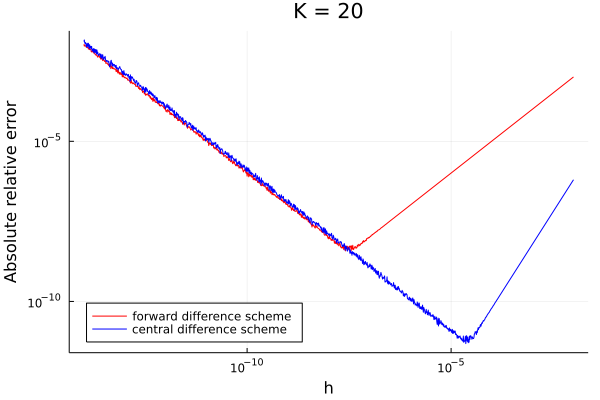 K = 20
Absolute relative error
10⁻⁵
10⁻¹⁰
forward difference scheme
central difference scheme
10⁻¹⁰
10⁻⁵
h